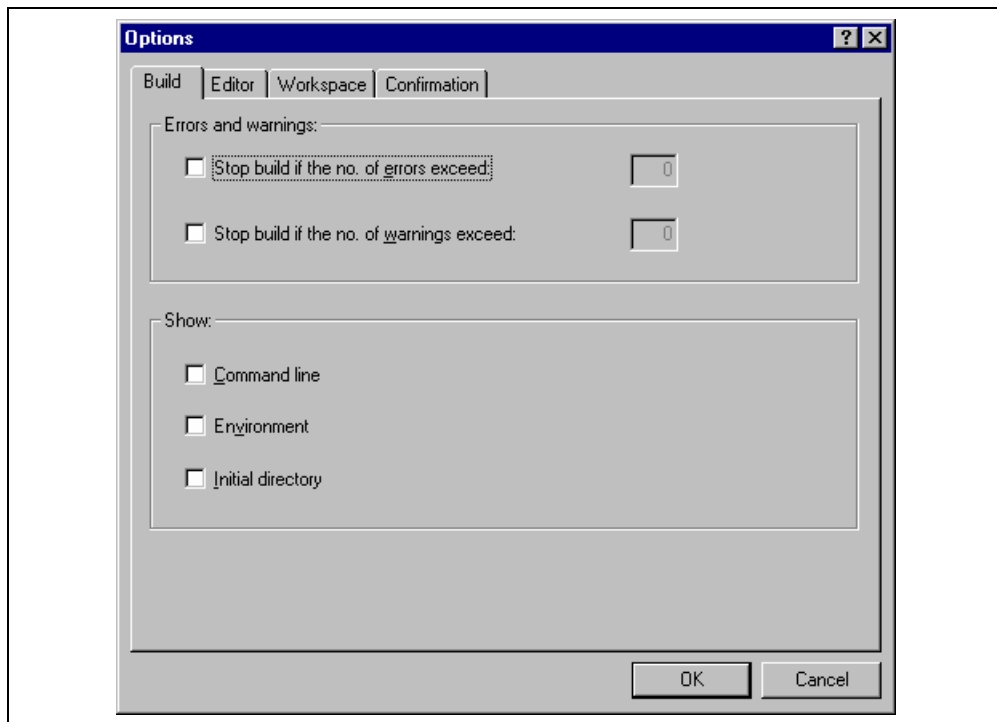 Options
Build Editor Workspace Confirmation
Errors and warnings:
Stop build if the no. of errors exceed: 0
Stop build if the no. of warnings exceed: 0
Show:
Command line
Environment
Initial directory
OK Cancel